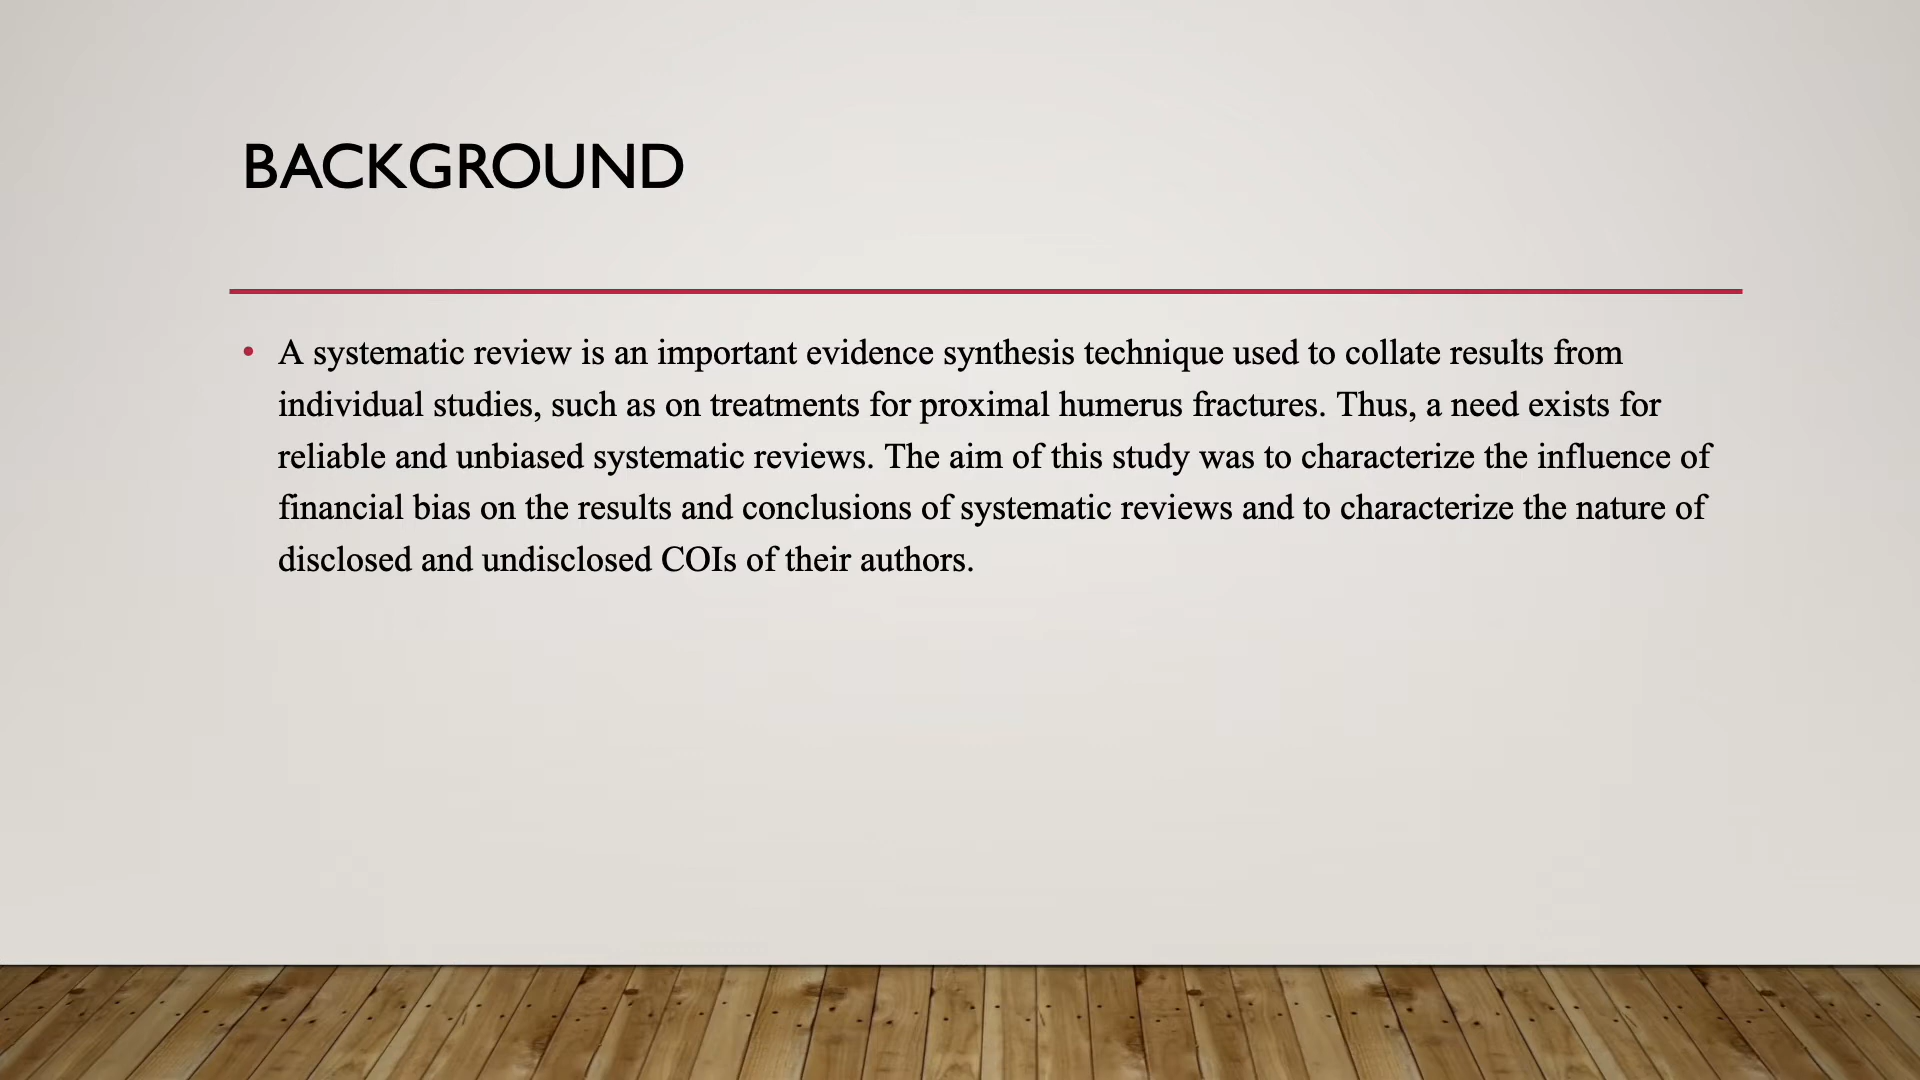 BACKGROUND
• A systematic review is an important evidence synthesis technique used to collate results from
individual studies, such as on treatments for proximal humerus fractures. Thus, a need exists for
reliable and unbiased systematic reviews. The aim of this study was to characterize the influence of
financial bias on the results and conclusions of systematic reviews and to characterize the nature of
disclosed and undisclosed COIs of their authors.